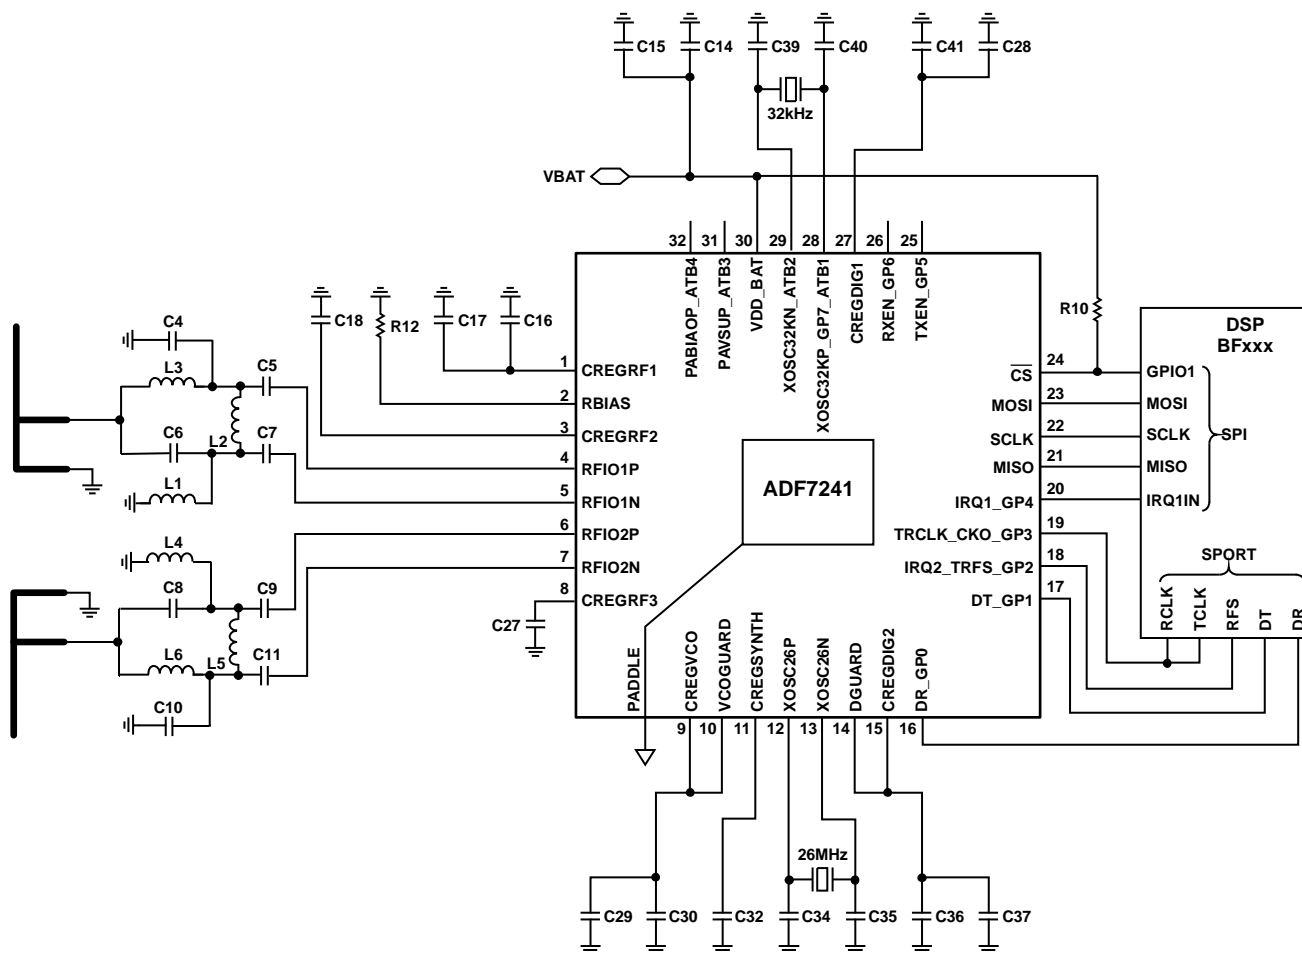 C15
C14
C39
C40
C41
C28
32kHz
VBAT
32
31
30
29
28
27
26
25
PABIAOP_ATB4
PAVSUP_ATB3
VDD_BAT
XOSC32KN_ATB2
XOSC32KP_GP7_ATB1
CREGDIG1
RXEN_GP6
TXEN_GP5
C18
R12
C17
C16
R10
C4
L3
C5
C6
L2
C7
L1
L4
C8
C9
L6
L5
C11
C10
1
CREGRF1
2
RBIAS
3
CREGRF2
4
RFIO1P
5
RFIO1N
6
RFIO2P
7
RFIO2N
8
CREGRF3
C27
ADF7241
24
CS
23
MOSI
22
SCLK
21
MISO
20
IRQ1_GP4
19
TRCLK_CKO_GP3
18
IRQ2_TRFS_GP2
17
DT_GP1
DSP
BFxxx
GPIO1
MOSI
SCLK
SPI
MISO
IRQ1IN
SPORT
RCLK
TCLK
RFS
DT
DR
PADDLE
CREGVCO
VCOGUARD
CREGSYNTH
XOSC26P
XOSC26N
DGUARD
CREGDIG2
DR_GP0
9
10
11
12
13
14
15
16
26MHz
C29
C30
C32
C34
C35
C36
C37